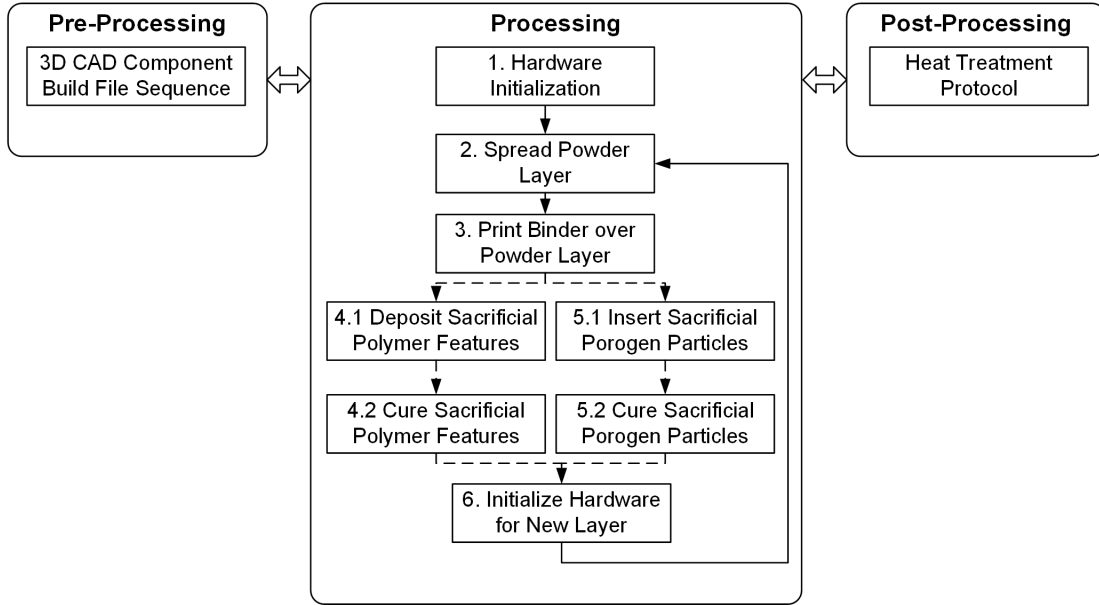 Pre-Processing
3D CAD Component
Build File Sequence
Processing
1. Hardware
Initialization
2. Spread Powder
Layer
3. Print Binder over
Powder Layer
4.1 Deposit Sacrificial
Polymer Features
5.1 Insert Sacrificial
Porogen Particles
4.2 Cure Sacrificial
Polymer Features
5.2 Cure Sacrificial
Porogen Particles
6. Initialize Hardware
for New Layer
Post-Processing
Heat Treatment
Protocol